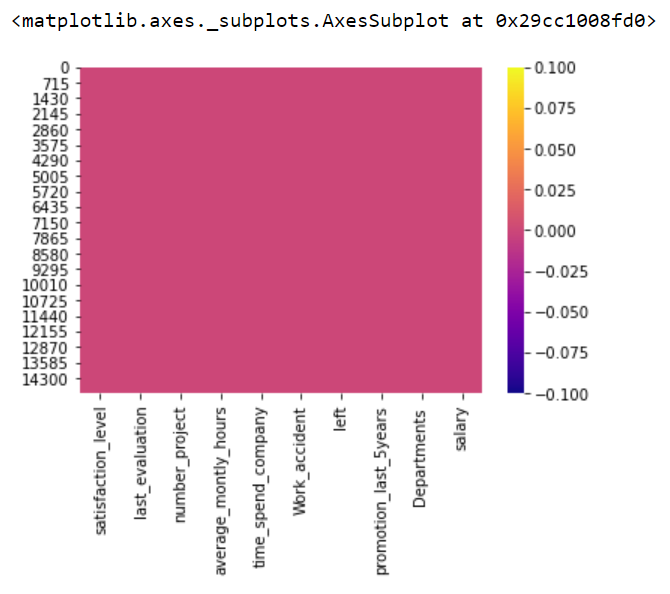 <matplotlib.axes._subplots.AxesSubplot at 0x29cc1008fd0>
0
715
1430
2145
2860
3575
4290
5005
5720
6435
7150
7865
8580
9295
10010
10725
11440
12155
12870
13585
14300
0.100
0.075
0.050
0.025
0.000
−0.025
−0.050
−0.075
−0.100
satisfaction_level
last_evaluation
number_project
average_montly_hours
time_spend_company
Work_accident
left
promotion_last_5years
Departments
salary